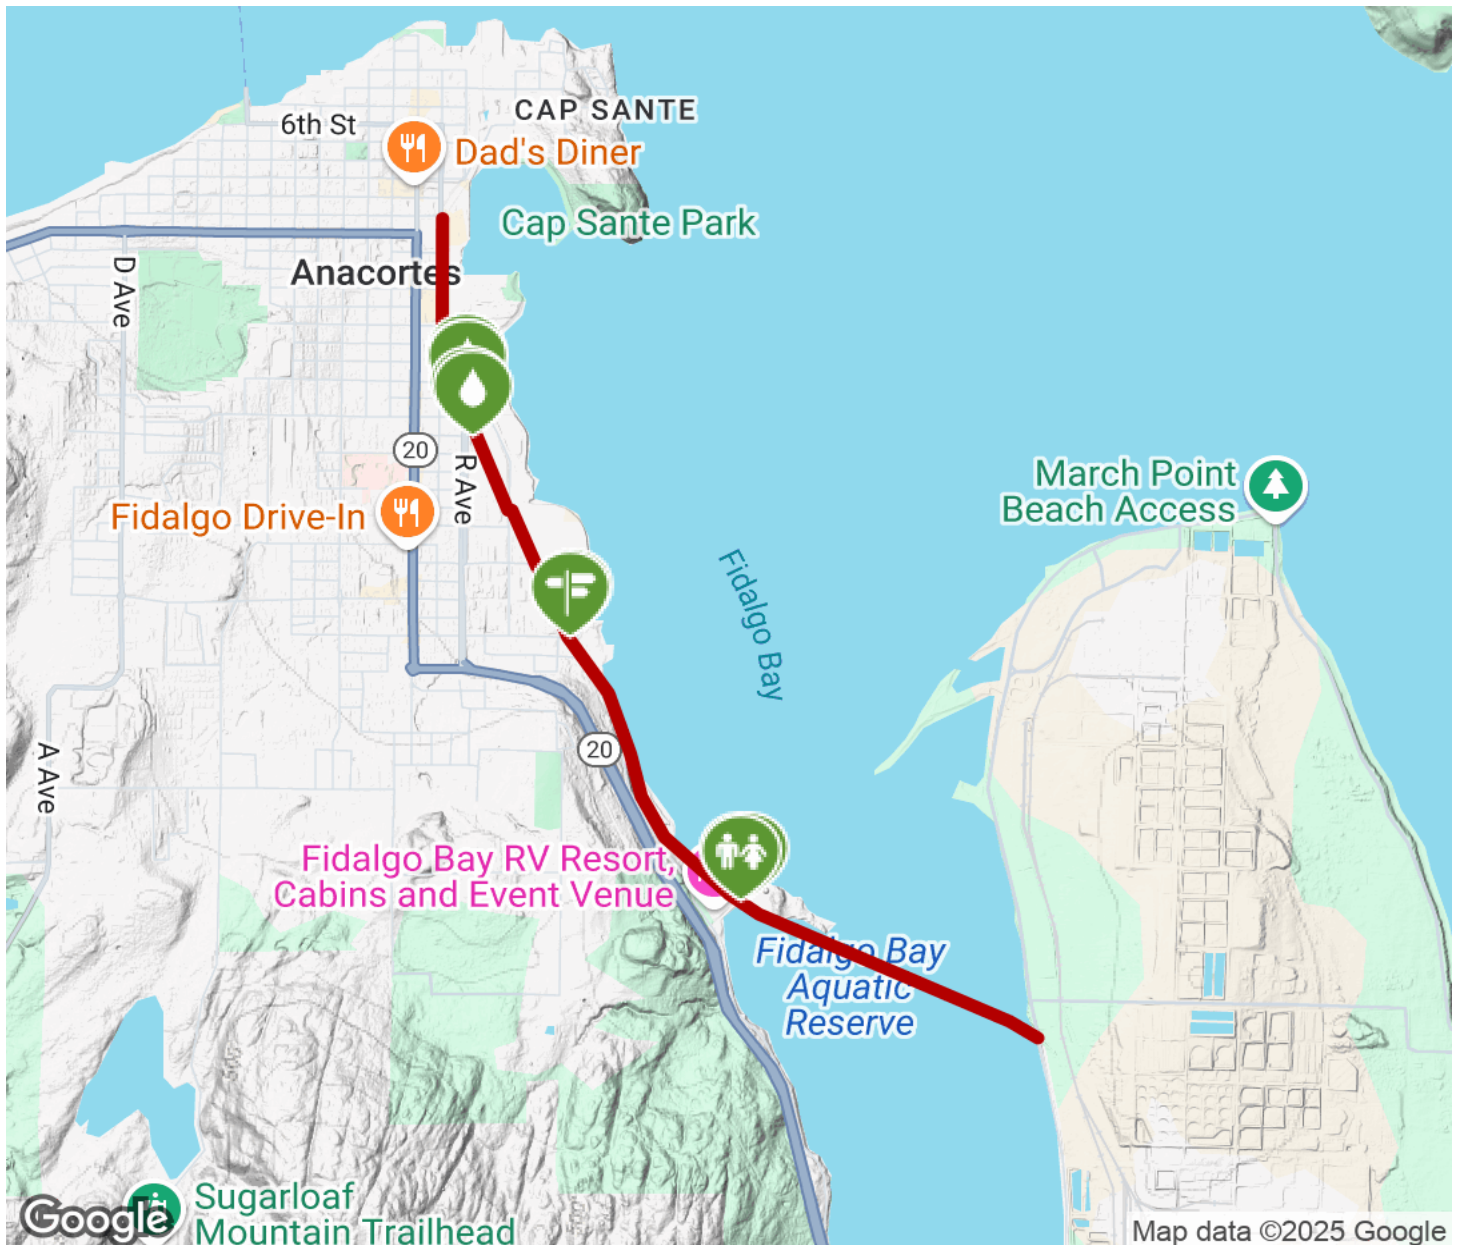 CAP SANTE
6th St
Dad's Diner
Cap Sante Park
Anacortes
D Ave
20
R Ave
March Point
Beach Access
Fidalgo Drive-In
Fidalgo Bay
A Ave
20
Fidalgo Bay RV Resort,
Cabins and Event Venue
Fidalgo Bay
Aquatic
Reserve
Sugarloaf
Mountain Trailhead
Google
Map data ©2025 Google